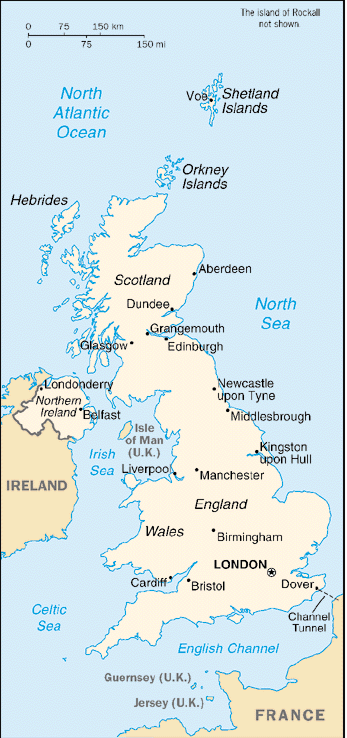 The island of Rockall
not shown.
0 75 150 km
0 75 150 mi
North
Atlantic
Ocean
Voe
Shetland
Islands
Orkney
Islands
Hebrides
Scotland
Aberdeen
Dundee
North
Sea
Grangemouth
Glasgow
Edinburgh
Londonderry
Northern
Ireland
Belfast
Newcastle
upon Tyne
Middlesbrough
Isle
of Man
(U.K.)
Kingston
upon Hull
Irish
Sea
Liverpoo
Manchester
IRELAND
England
Wales
Birmingham
LONDON
Cardiff
Bristol
Dover
Celtic
Sea
Channel
Tunnel
English Channel
Guernsey (U.K.)
Jersey (U.K.)
FRANCE